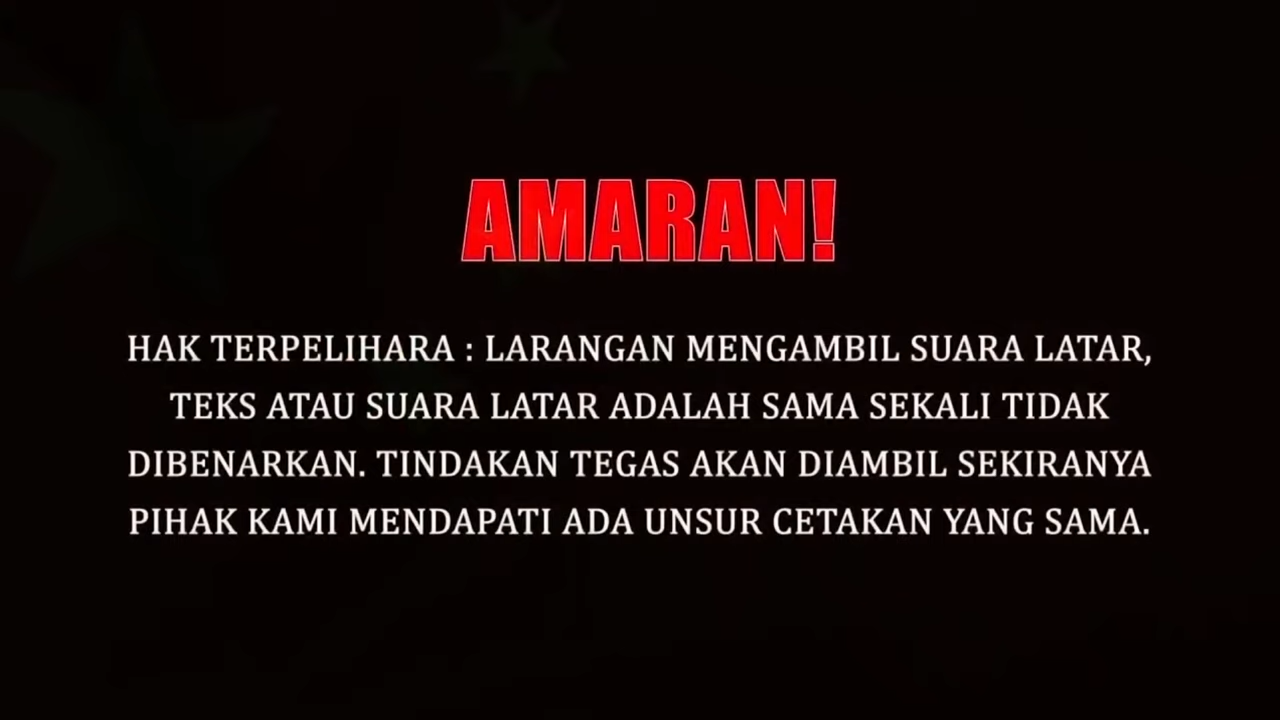 AMARAN!
HAK TERPELIHARA : LARANGAN MENGAMBIL SUARA LATAR,
TEKS ATAU SUARA LATAR ADALAH SAMA SEKALI TIDAK
DIBENARKAN. TINDAKAN TEGAS AKAN DIAMBIL SEKIRANYA
PIHAK KAMI MENDAPATI ADA UNSUR CETAKAN YANG SAMA.